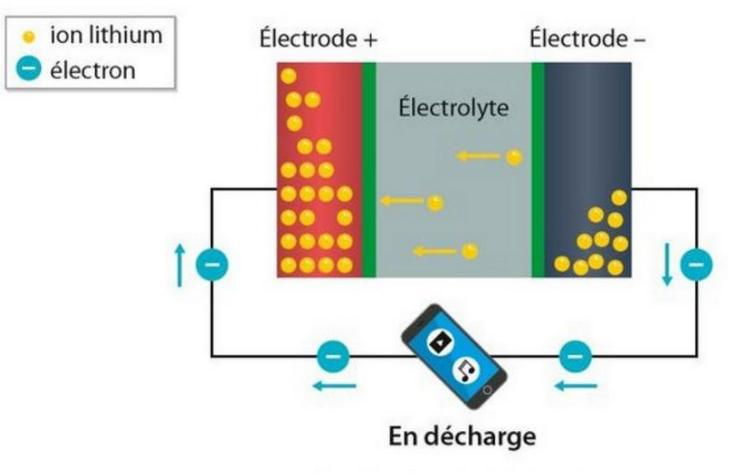 ion lithium
électron
Électrode +
Électrode –
Électrolyte
En décharge